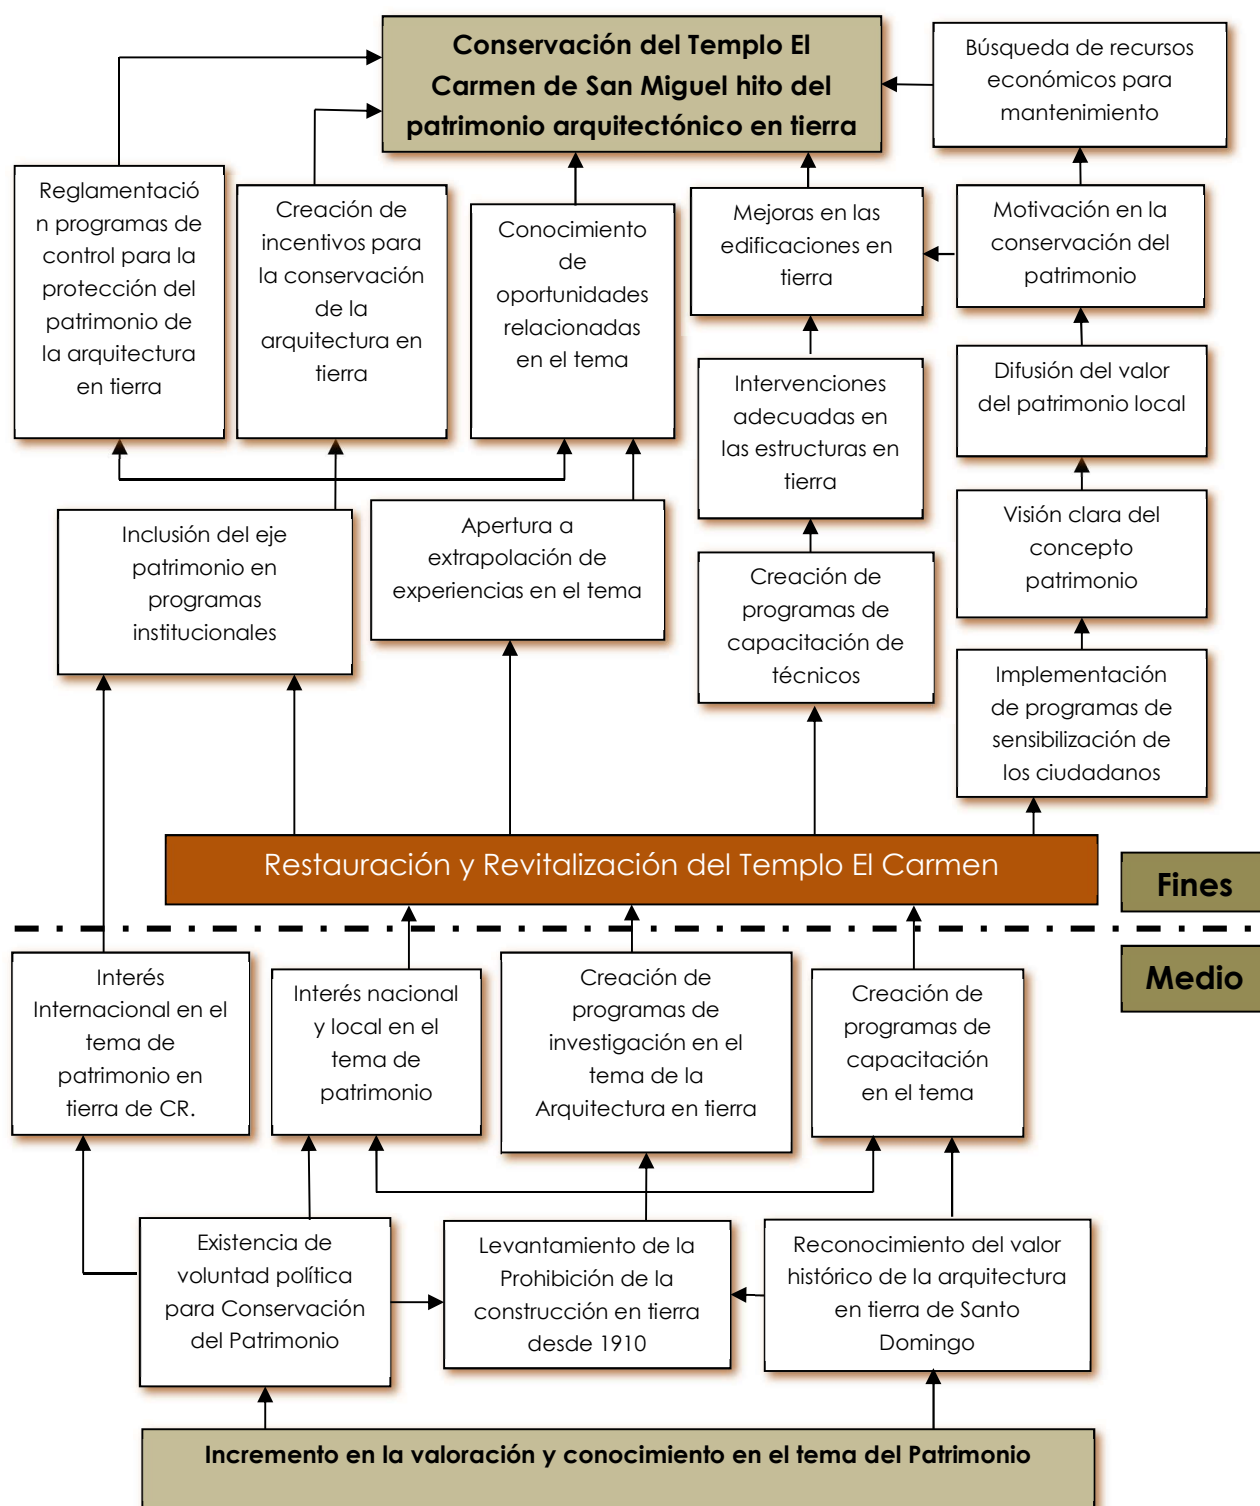 Conservación del Templo El
Carmen de San Miguel hito del
patrimonio arquitectónico en tierra
Búsqueda de recursos
económicos para
mantenimiento
Reglamentació
n programas de
control para la
protección del
patrimonio de
la arquitectura
en tierra
Creación de
incentivos para
la conservación
de la
arquitectura en
tierra
Conocimiento
de
oportunidades
relacionadas
en el tema
Mejoras en las
edificaciones en
tierra
Motivación en la
conservación del
patrimonio
Intervenciones
adecuadas en
las estructuras en
tierra
Difusión del valor
del patrimonio local
Inclusión del eje
patrimonio en
programas
institucionales
Apertura a
extrapolación de
experiencias en el tema
Creación de
programas de
capacitación de
técnicos
Visión clara del
concepto
patrimonio
Implementación
de programas de
sensibilización de
los ciudadanos
Restauración y Revitalización del Templo El Carmen
Fines
Medio
Interés
Internacional en el
tema de
patrimonio en
tierra de CR.
Interés nacional
y local en el
tema de
patrimonio
Creación de
programas de
investigación en el
tema de la
Arquitectura en tierra
Creación de
programas de
capacitación
en el tema
Existencia de
voluntad política
para Conservación
del Patrimonio
Levantamiento de la
Prohibición de la
construcción en tierra
desde 1910
Reconocimiento del valor
histórico de la arquitectura
en tierra de Santo
Domingo
Incremento en la valoración y conocimiento en el tema del Patrimonio